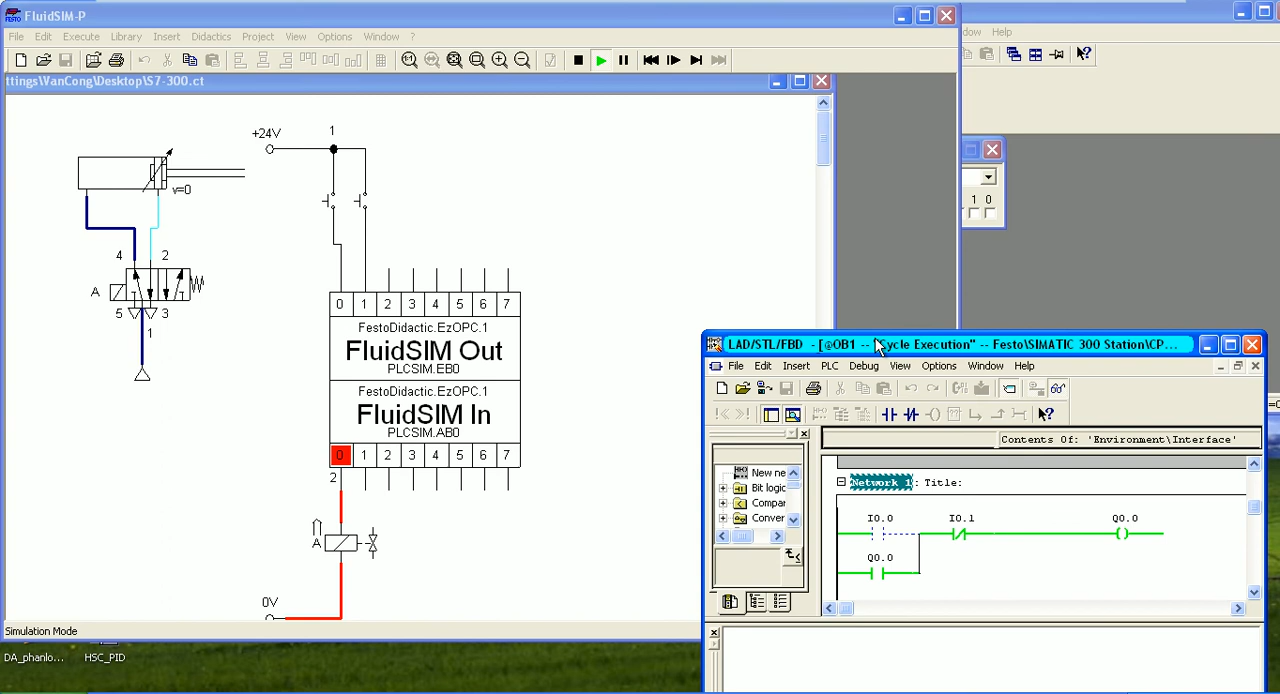 FluidSIM-P
FESTO
File Edit Execute Library Insert Didactics Project View Options Window ?
dow Help
ttings\VanCong\Desktop\S7-300.ct
+24V
1
v=0
4 2
A
5 3
1
1 0
0 1 2 3 4 5 6 7
FestoDidactic.EzOPC.1
FluidSIM Out
PLCSIM.EB0
FestoDidactic.EzOPC.1
FluidSIM In
PLCSIM.AB0
0 1 2 3 4 5 6 7
2
A
0V
Simulation Mode
DA_phanlo... HSC_PID
LAD/STL/FBD - [@OB1 -- "Cycle Execution" -- Festo\SIMATIC 300 Station\CP...
File Edit Insert PLC Debug View Options Window Help
Contents Of: 'Environment\Interface'
New ne
Bit logic
Compar
Conver
Network 1: Title:
I0.0 I0.1 Q0.0
Q0.0